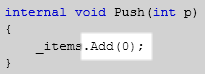 internal void Push(int p)
{
_items.Add(0);
}